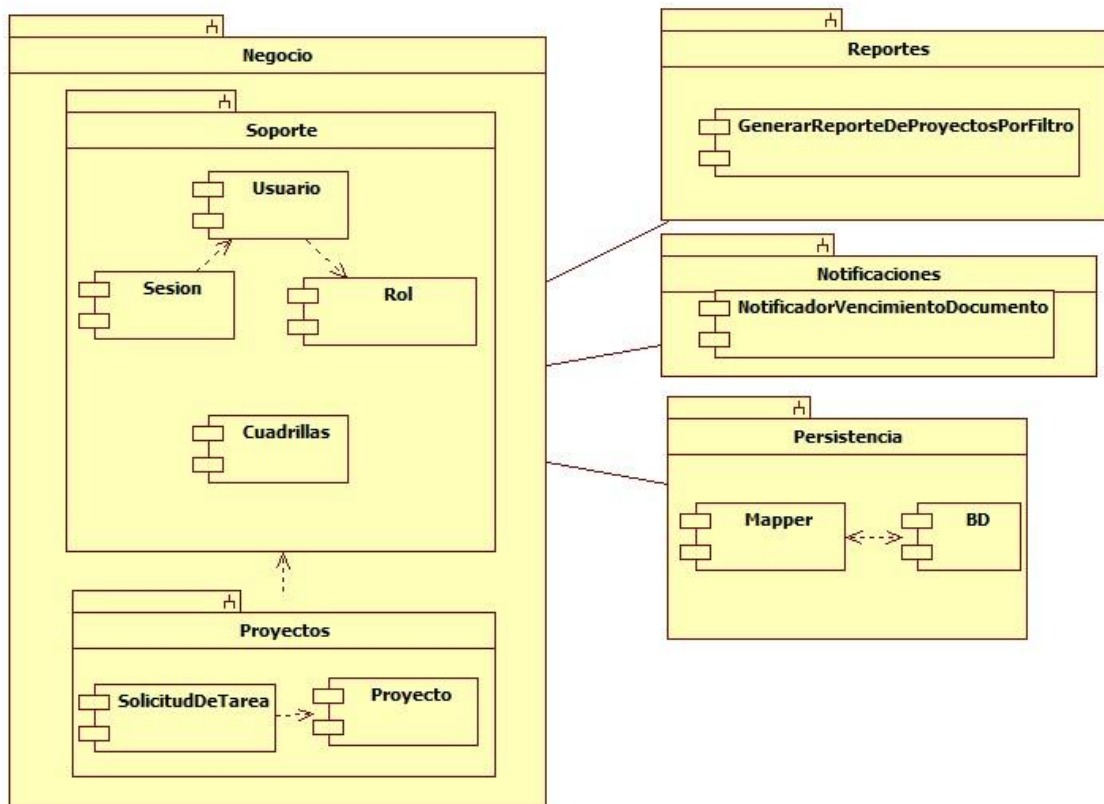 Negocio
Soporte
Usuario
Sesion
Rol
Cuadrillas
Proyectos
SolicitudDeTarea
Proyecto
Reportes
GenerarReporteDeProyectosPorFiltro
Notificaciones
NotificadorVencimientoDocumento
Persistencia
Mapper
BD